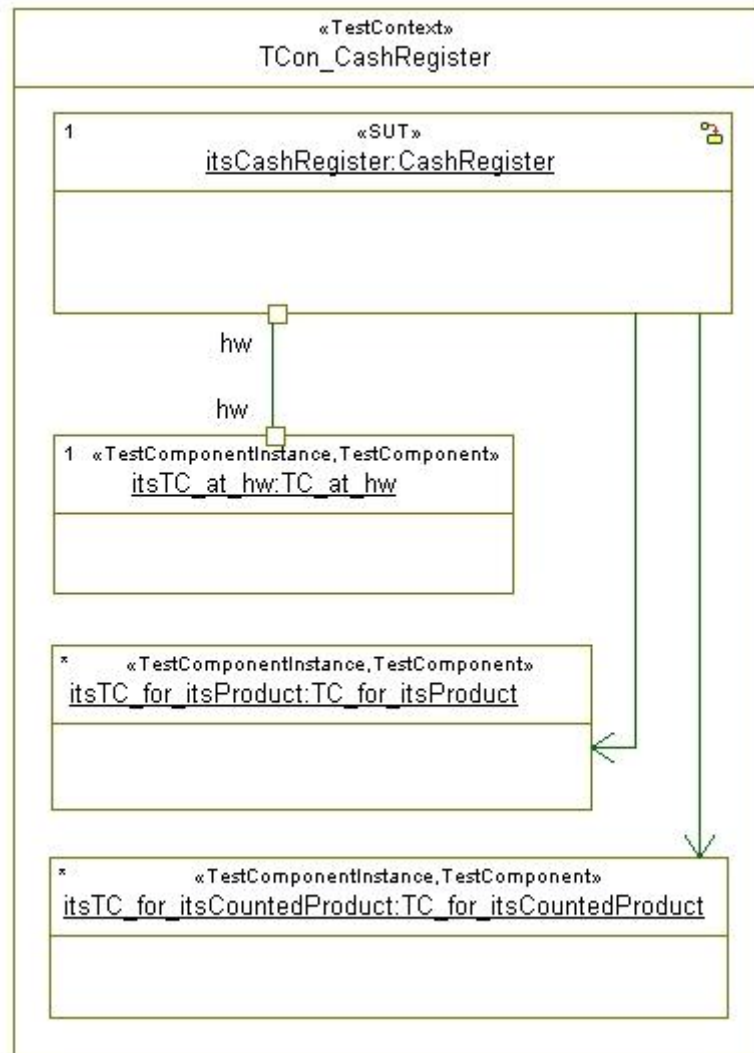 «TestContext»
TCon_CashRegister
1 «SUT»
itsCashRegister:CashRegister
hw
hw
1 «TestComponentInstance,TestComponent»
itsTC_at_hw:TC_at_hw
* «TestComponentInstance,TestComponent»
itsTC_for_itsProduct:TC_for_itsProduct
* «TestComponentInstance,TestComponent»
itsTC_for_itsCountedProduct:TC_for_itsCountedProduct